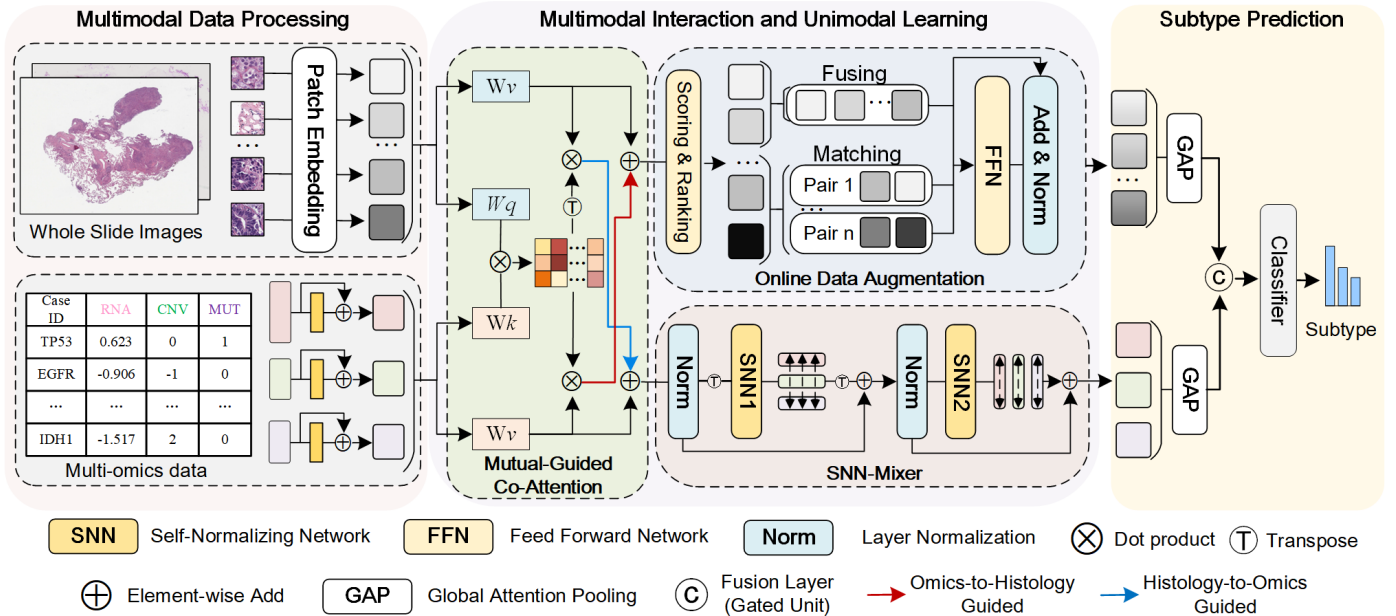 Multimodal Data Processing
Multimodal Interaction and Unimodal Learning
Subtype Prediction
Patch Embedding
...
Whole Slide Images
Case ID RNA CNV MUT
TP53 0.623 0 1
EGFR -0.906 -1 0
... ... ... ...
IDH1 -1.517 2 0
Multi-omics data
Wv
Wq
T
Wk
Wv
Mutual-Guided
Co-Attention
Scoring & Ranking
...
Fusing
...
Matching
Pair 1
...
Pair n
FFN
Add & Norm
Online Data Augmentation
Norm
T
SNN1
T
Norm
SNN2
SNN-Mixer
...
GAP
GAP
C
Classifier
Subtype
SNN Self-Normalizing Network
FFN Feed Forward Network
Norm Layer Normalization
Dot product
T Transpose
Element-wise Add
GAP Global Attention Pooling
C Fusion Layer
(Gated Unit)
Omics-to-Histology
Guided
Histology-to-Omics
Guided